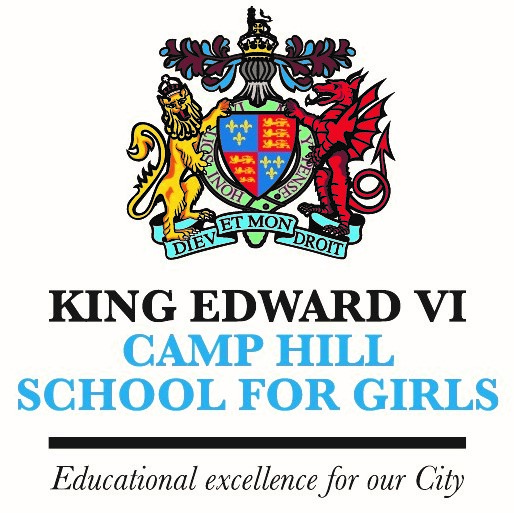 HONI SOIT QUI MAL Y PENSE
DIEV ET MON DROIT
KING EDWARD VI
CAMP HILL
SCHOOL FOR GIRLS
Educational excellence for our City